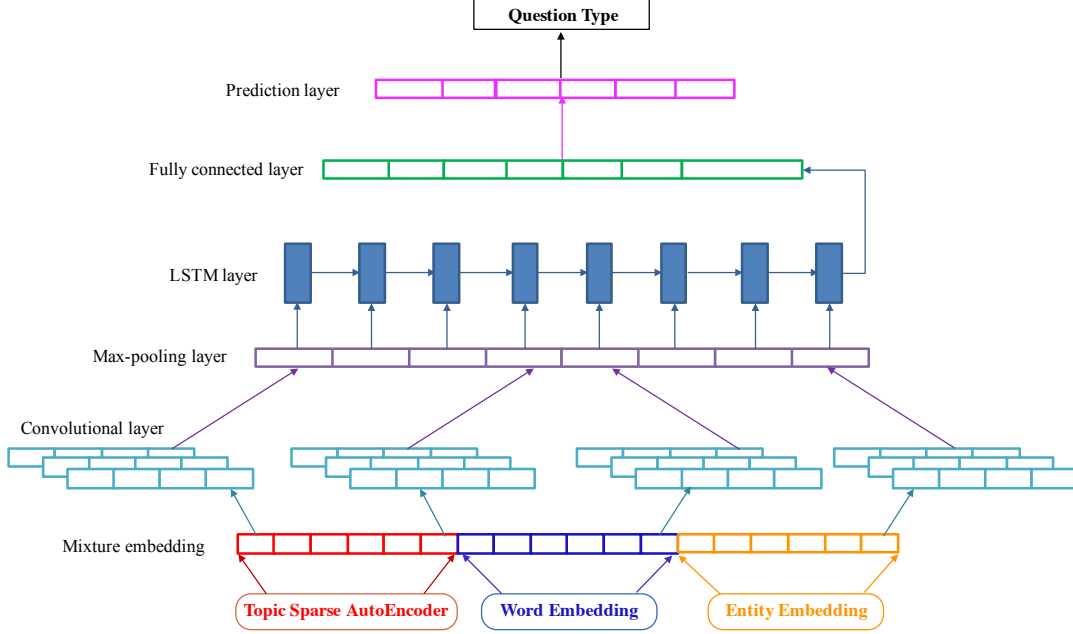 Question Type
Prediction layer
Fully connected layer
LSTM layer
Max-pooling layer
Convolutional layer
Mixture embedding
Topic Sparse AutoEncoder
Word Embedding
Entity Embedding